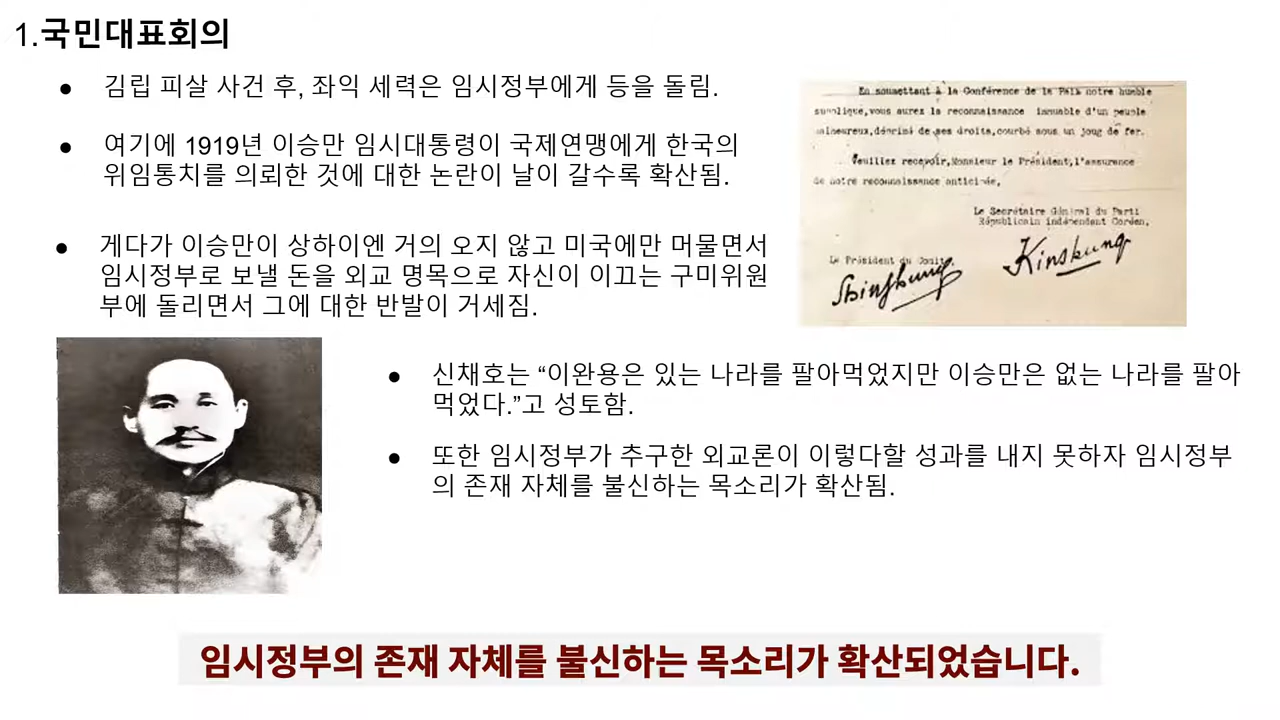 1.국민대표회의
● 김립 피살 사건 후, 좌익 세력은 임시정부에게 등을 돌림.
● 여기에 1919년 이승만 임시대통령이 국제연맹에게 한국의
위임통치를 의뢰한 것에 대한 논란이 날이 갈수록 확산됨.
● 게다가 이승만이 상하이엔 거의 오지 않고 미국에만 머물면서
임시정부로 보낼 돈을 외교 명목으로 자신이 이끄는 구미위원
부에 돌리면서 그에 대한 반발이 거세짐.
En soumettant à la Conférence de la Paix notre humble
supplique,vous aurez la reconnaissance immuable d'un peuple
malheureux,de ses droits,courbé sous un joug de fer.
Veuillez recevoir,Monsieur le Président,l'assurance
de notre reconnaissance anticipée,
Le Secrétaire Général du Parti
Républicain indépendant Coréen.
Le Président du Comité
Kinshung
● 신채호는 “이완용은 있는 나라를 팔아먹었지만 이승만은 없는 나라를 팔아
먹었다.”고 성토함.
● 또한 임시정부가 추구한 외교론이 이렇다할 성과를 내지 못하자 임시정부
의 존재 자체를 불신하는 목소리가 확산됨.
임시정부의 존재 자체를 불신하는 목소리가 확산되었습니다.